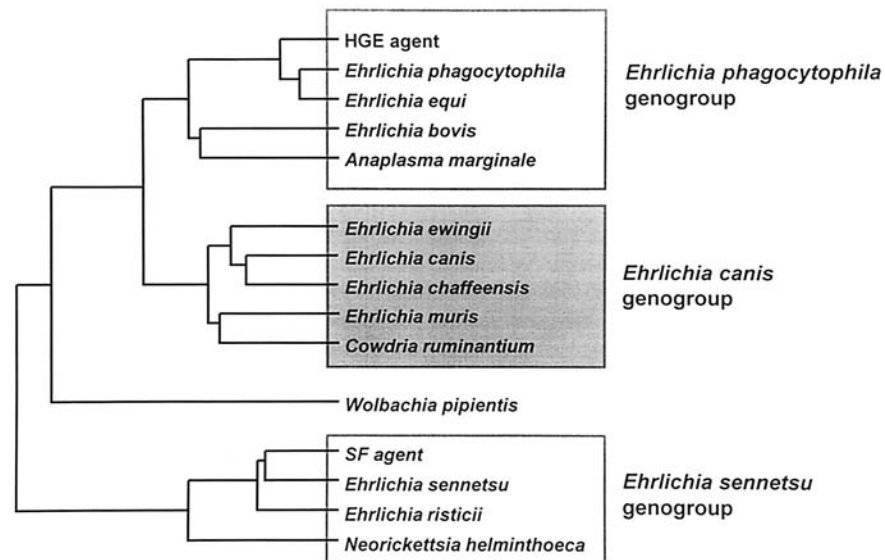 HGE agent
Ehrlichia phagocytophila
Ehrlichia equi
Ehrlichia bovis
Anaplasma marginale
Ehrlichia phagocytophila
genogroup
Ehrlichia ewingii
Ehrlichia canis
Ehrlichia chaffeensis
Ehrlichia muris
Cowdria ruminantium
Ehrlichia canis
genogroup
Wolbachia pipientis
SF agent
Ehrlichia sennetsu
Ehrlichia risticii
Neorickettsia helminthoeca
Ehrlichia sennetsu
genogroup